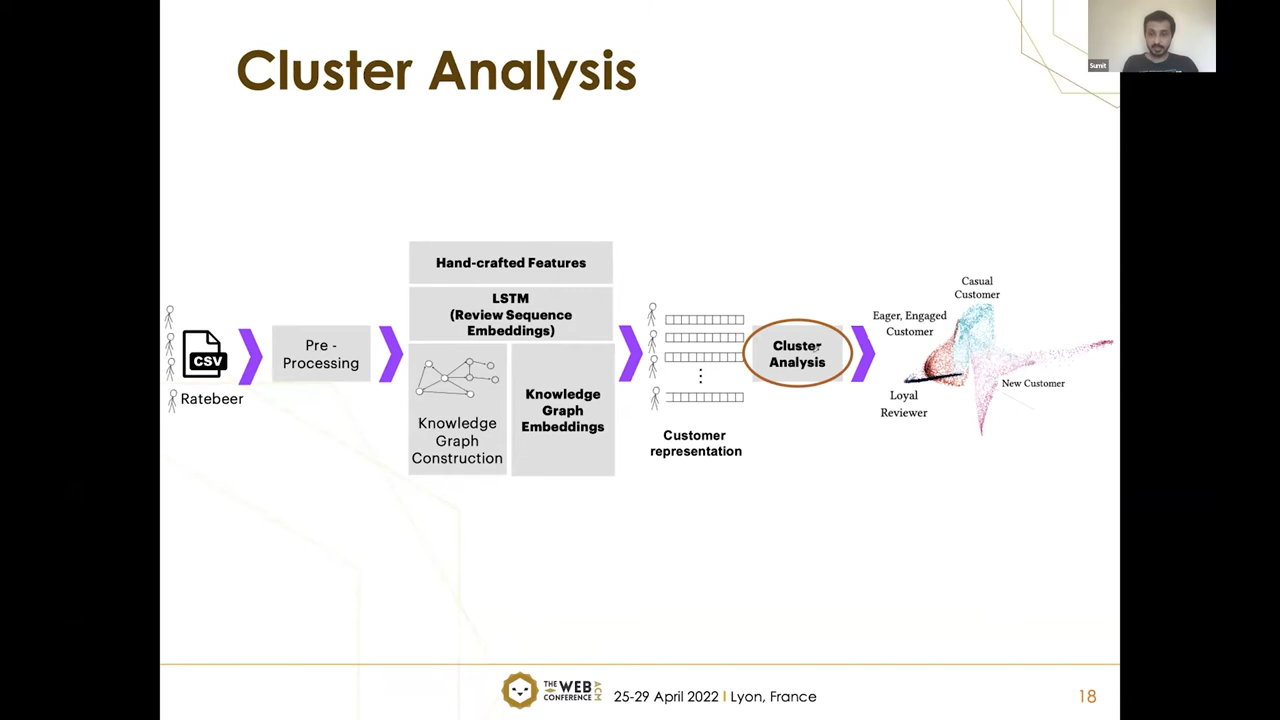 Cluster Analysis
Sumit
Hand-crafted Features
LSTM
(Review Sequence
Embeddings)
Knowledge
Graph
Construction
Knowledge
Graph
Embeddings
CSV
Ratebeer
Pre -
Processing
Customer
representation
Cluster
Analysis
Casual
Customer
Eager, Engaged
Customer
Loyal
Reviewer
New Customer
THE WEB
CONFERENCE
ACM
25-29 April 2022 I Lyon, France
18